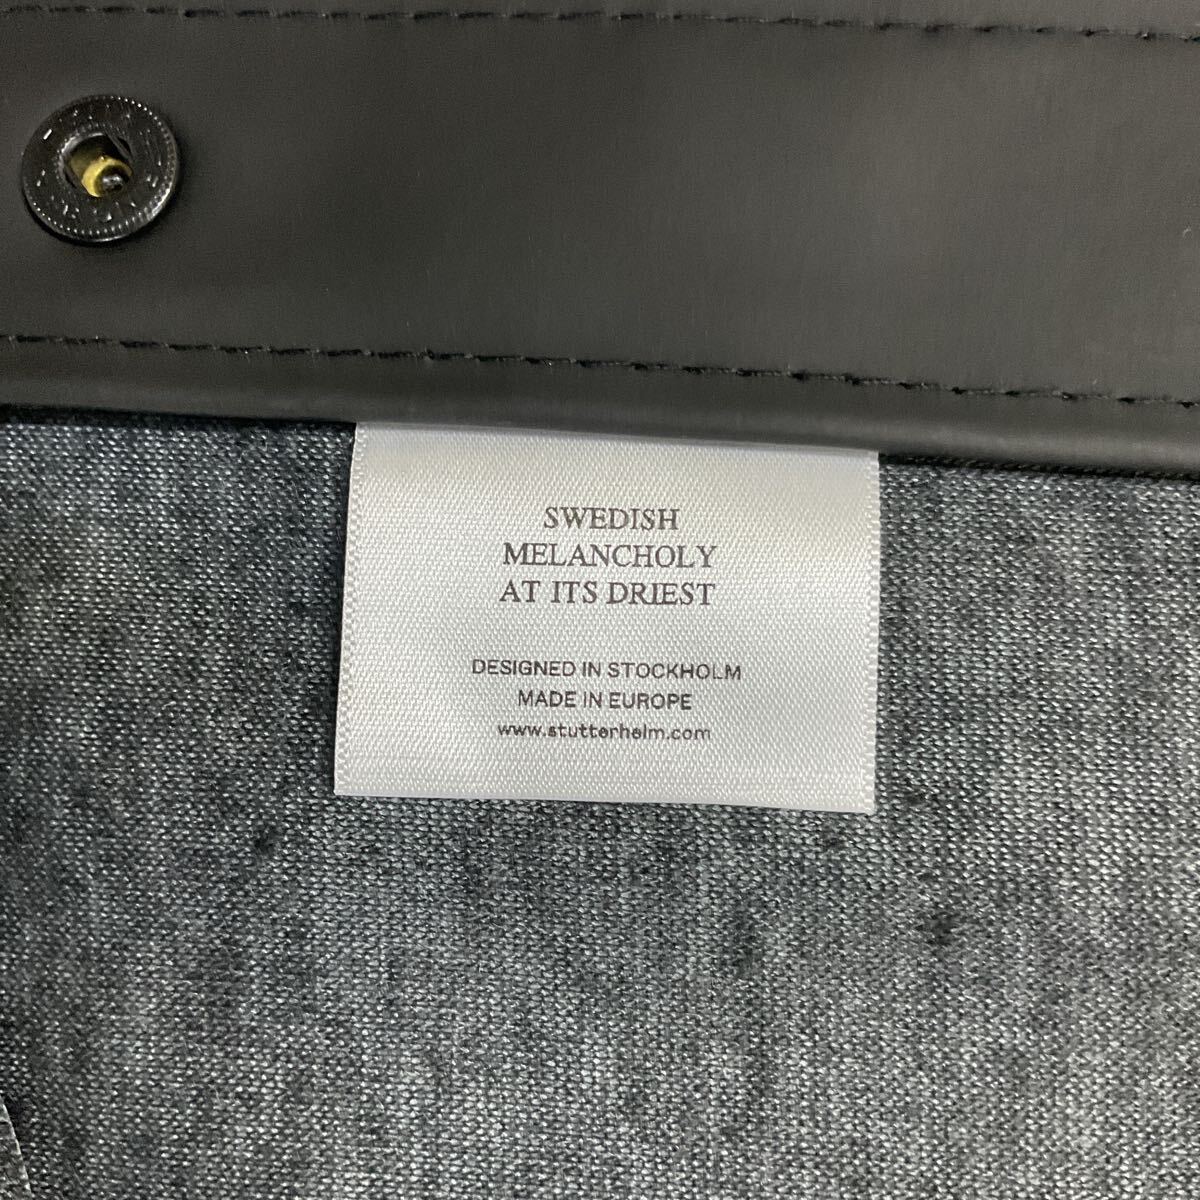 SWEDISH
MELANCHOLY
AT ITS DRIEST
DESIGNED IN STOCKHOLM
MADE IN EUROPE
www.stutterheim.com